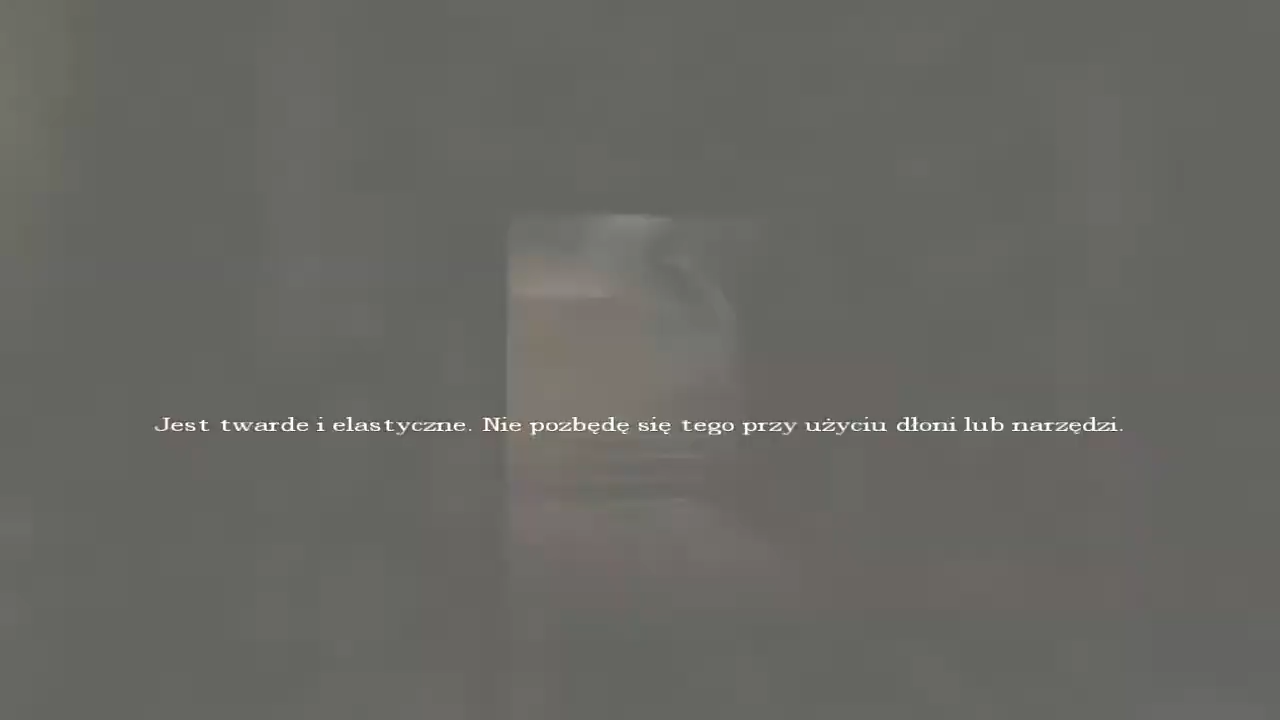 Jest twarde i elastyczne. Nie pozbędę się tego przy użyciu dłoni lub narzędzi.